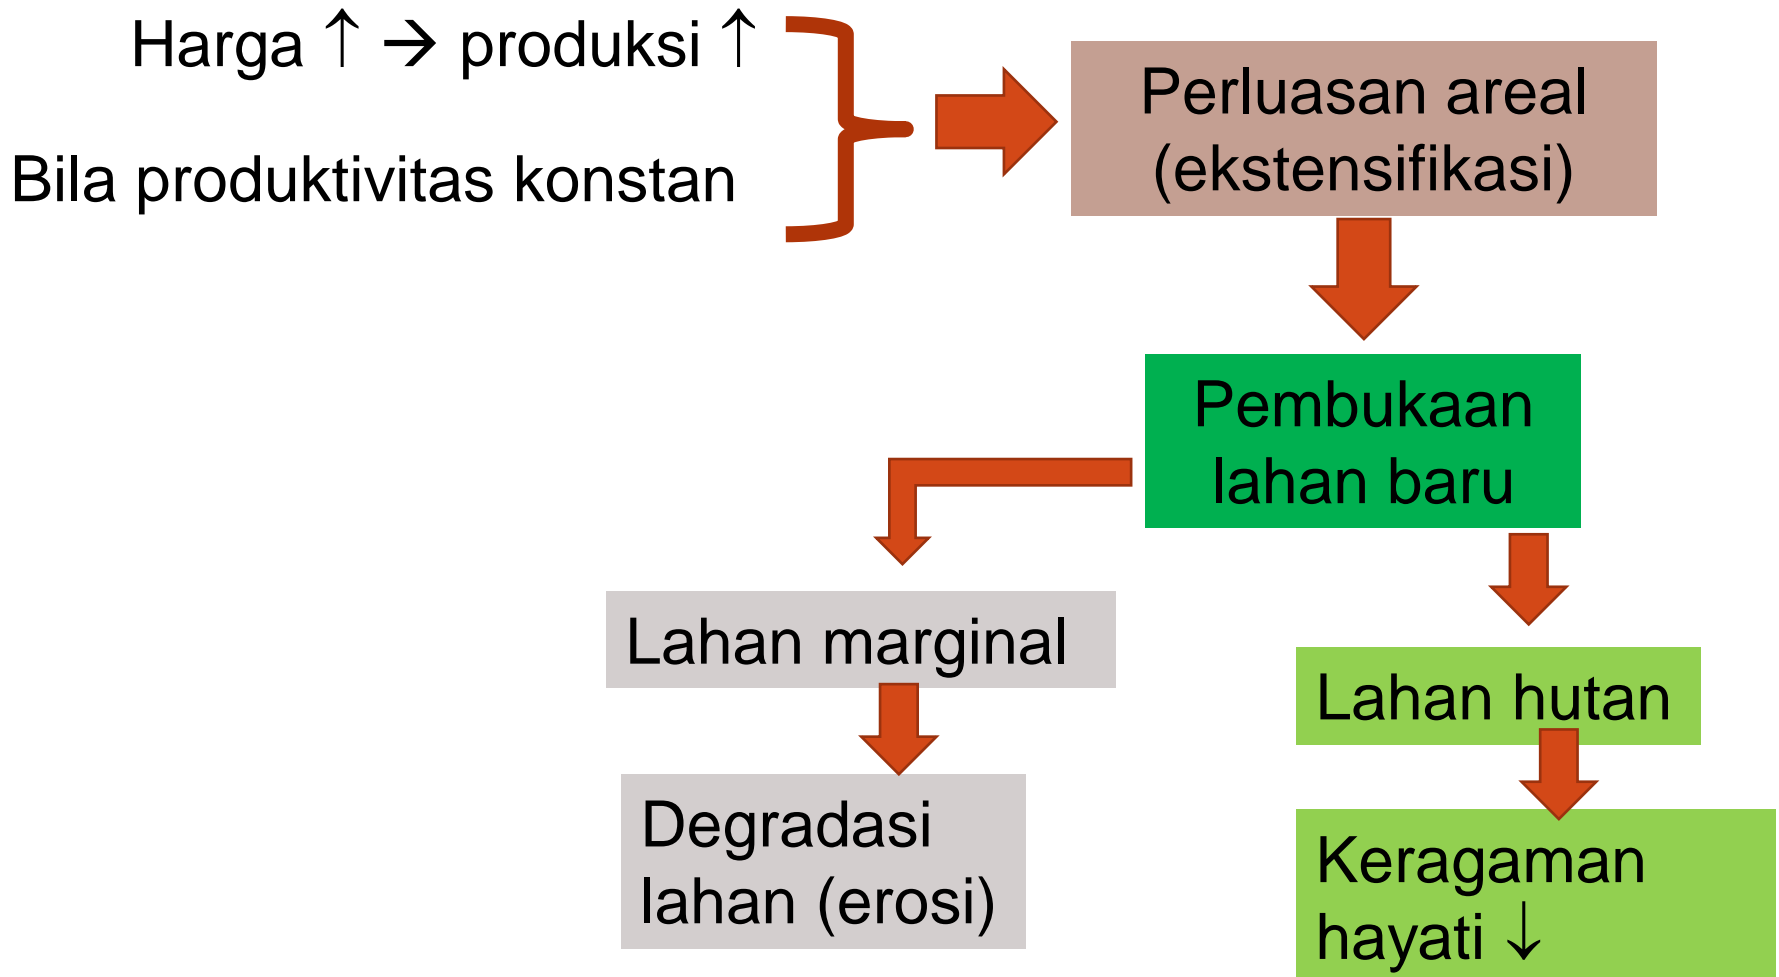 Harga ↑ → produksi ↑
Bila produktivitas konstan
Perluasan areal
(ekstensifikasi)
Pembukaan
lahan baru
Lahan marginal
Lahan hutan
Degradasi
lahan (erosi)
Keragaman
hayati ↓